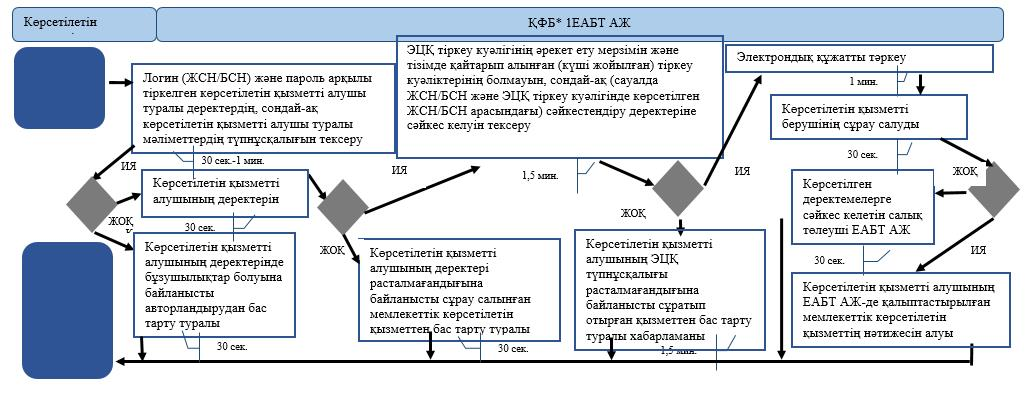 Көрсетілетін
ҚФБ* 1ЕАБТ АЖ
Логин (ЖСН/БСН) және пароль арқылы
тіркелген көрсетілетін қызметті алушы
туралы деректердің, сондай-ақ
көрсетілетін қызметті алушы туралы
мәліметтердің түпнұсқалығын тексеру
30 сек.-1 мин.
ИЯ
Көрсетілетін қызметті
алушының деректерін
30 сек.
ЖОҚ
Көрсетілетін қызметті
алушының деректерінде
бұзушылықтар болуына
байланысты
авторландырудан бас
тарту туралы
30 сек.
ЭЦҚ тіркеу куәлігінің әрекет ету мерзімін және
тізімде қайтарып алынған (күші жойылған) тіркеу
куәліктерінің болмауын, сондай-ақ (сауалда
ЖСН/БСН және ЭЦҚ тіркеу куәлігінде көрсетілген
ЖСН/БСН арасындағы) сәйкестендіру деректеріне
сәйкес келуін тексеру
ИЯ
1,5 мин.
ЖОҚ
Көрсетілетін қызметті
алушының деректері
расталмағандығына
байланысты сұрау салынған
мемлекеттік көрсетілетін
қызметтен бас тарту туралы
30 сек.
ИЯ
ЖОҚ
Көрсетілетін қызметті
алушының ЭЦҚ
түпнұсқалығы
расталмағандығына
байланысты сұратып
отырған қызметтен бас тарту
туралы хабарламаны
1,5 мин.
Электрондық құжатты тіркеу
1 мин.
Көрсетілетін қызметті
берушінің сұрау салуды
30 сек.
ЖОҚ
Көрсетілген
деректемелерге
сәйкес келетін салық
төлеуші ЕАБТ АЖ
ИЯ
30 сек.
Көрсетілетін қызметті алушының
ЕАБТ АЖ-де қалыптастырылған
мемлекеттік көрсетілетін
қызметтің нәтижесін алуы